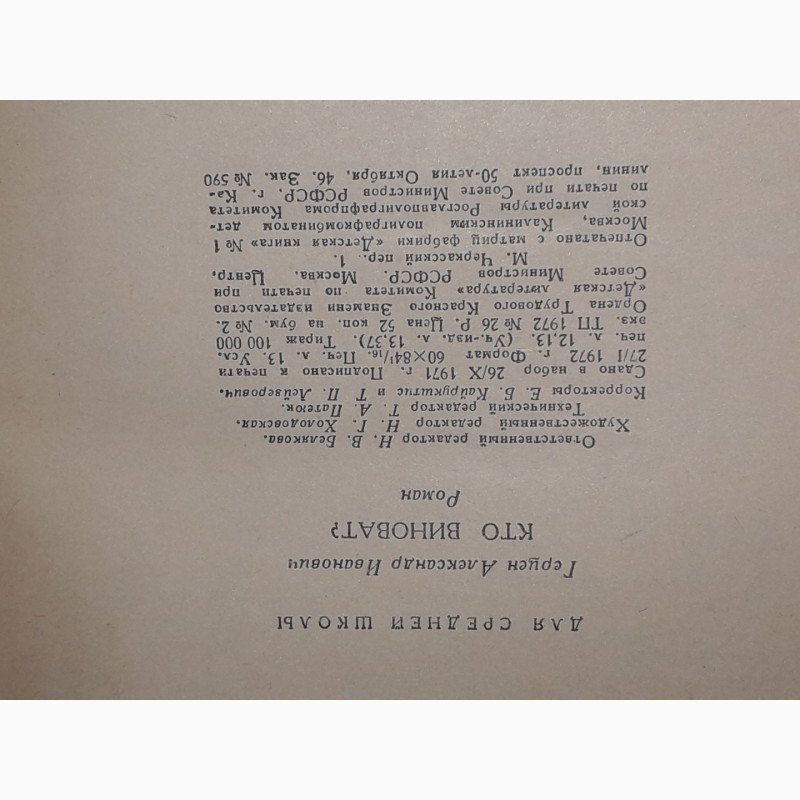 ДЛЯ СРЕДНЕЙ ШКОЛЫ
Герцен Александр Иванович
КТО ВИНОВАТ?
Роман
Ответственный редактор Н. В. Белякова.
Художественный редактор Н. Г. Холодовская.
Технический редактор Т. А. Патеюк.
Корректоры Е. Б. Кайрукштис и Т. П. Лейзерович.
Сдано в набор 26/X 1971 г. Подписано к печати
27/I 1972 г. Формат 60×84¹/₁₆. Печ. л. 13. Усл.
печ. л. 12,13. (Уч.-изд. л. 13,37). Тираж 100 000
экз. ТП 1972 № 26 Р. Цена 52 коп. на бум. № 2.
Ордена Трудового Красного Знамени издательство
«Детская литература» Комитета по печати при
Совете Министров РСФСР. Москва. Центр,
М. Черкасский пер. 1.
Отпечатано с матриц фабрики «Детская книга» № 1
Москва, Калининским полиграфкомбинатом дет-
ской литературы Росглавполиграфпрома Комитета
по печати при Совете Министров РСФСР, г. Ка-
линин, проспект 50-летия Октября, 46. Зак. № 590